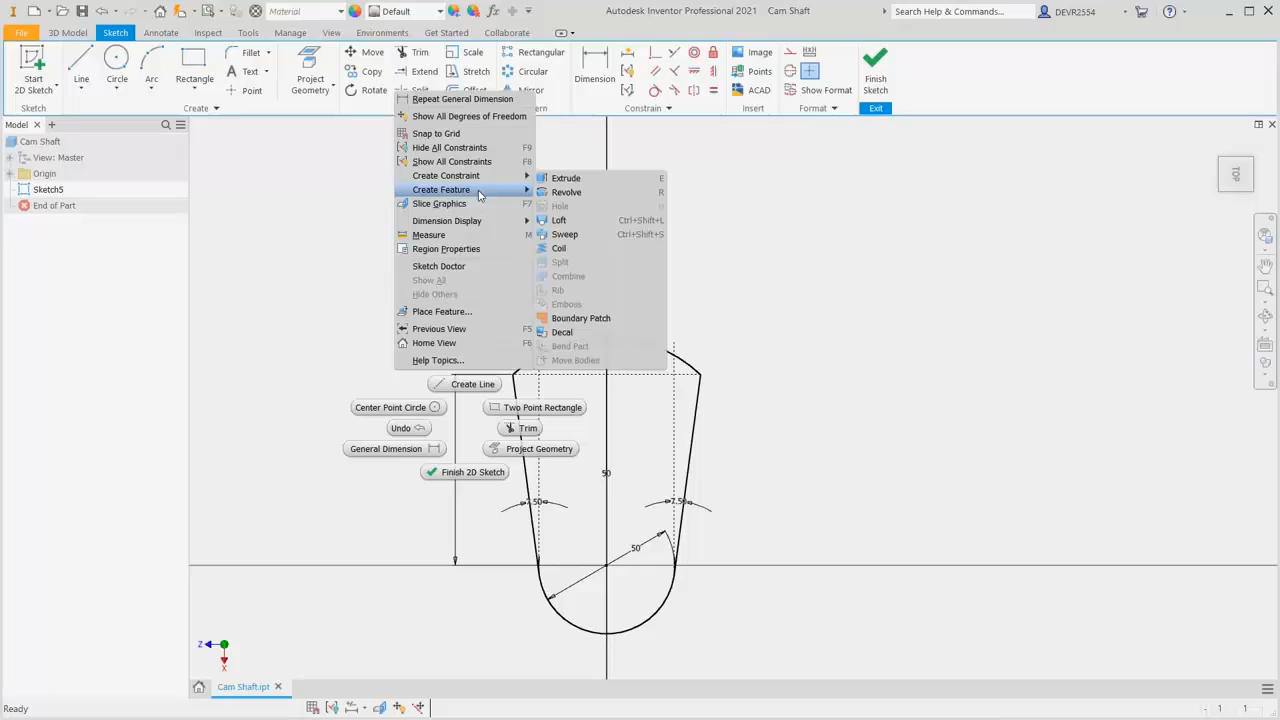 Material
Default
Autodesk Inventor Professional 2021
Cam Shaft
Search Help & Commands...
DEVR2554
File
3D Model
Sketch
Annotate
Inspect
Tools
Manage
View
Environments
Get Started
Collaborate
Start
2D Sketch
Line
Circle
Arc
Rectangle
Fillet
Text
Point
Project
Geometry
Move
Copy
Rotate
Trim
Extend
Split
Scale
Stretch
Offset
Rectangular
Circular
Dimension
Image
Points
ACAD
Show Format
Finish
Sketch
Sketch
Create
Constrain
Insert
Format
Exit
Model
Cam Shaft
View: Master
Origin
Sketch5
End of Part
Repeat General Dimension
Show All Degrees of Freedom
Snap to Grid
Hide All Constraints F9
Show All Constraints F8
Create Constraint
Create Feature
Slice Graphics F7
Dimension Display
Measure M
Region Properties
Sketch Doctor
Show All
Hide Others
Place Feature...
Previous View F5
Home View F6
Help Topics...
Extrude E
Revolve R
Hole H
Loft Ctrl+Shift+L
Sweep Ctrl+Shift+S
Coil
Split
Combine
Rib
Emboss
Boundary Patch
Decal
Bend Part
Move Bodies
Create Line
Center Point Circle
Two Point Rectangle
Undo
Trim
General Dimension
Project Geometry
Finish 2D Sketch
TOP
50
7.50
7.50
50
Z
X
Cam Shaft.ipt
Ready
1
1